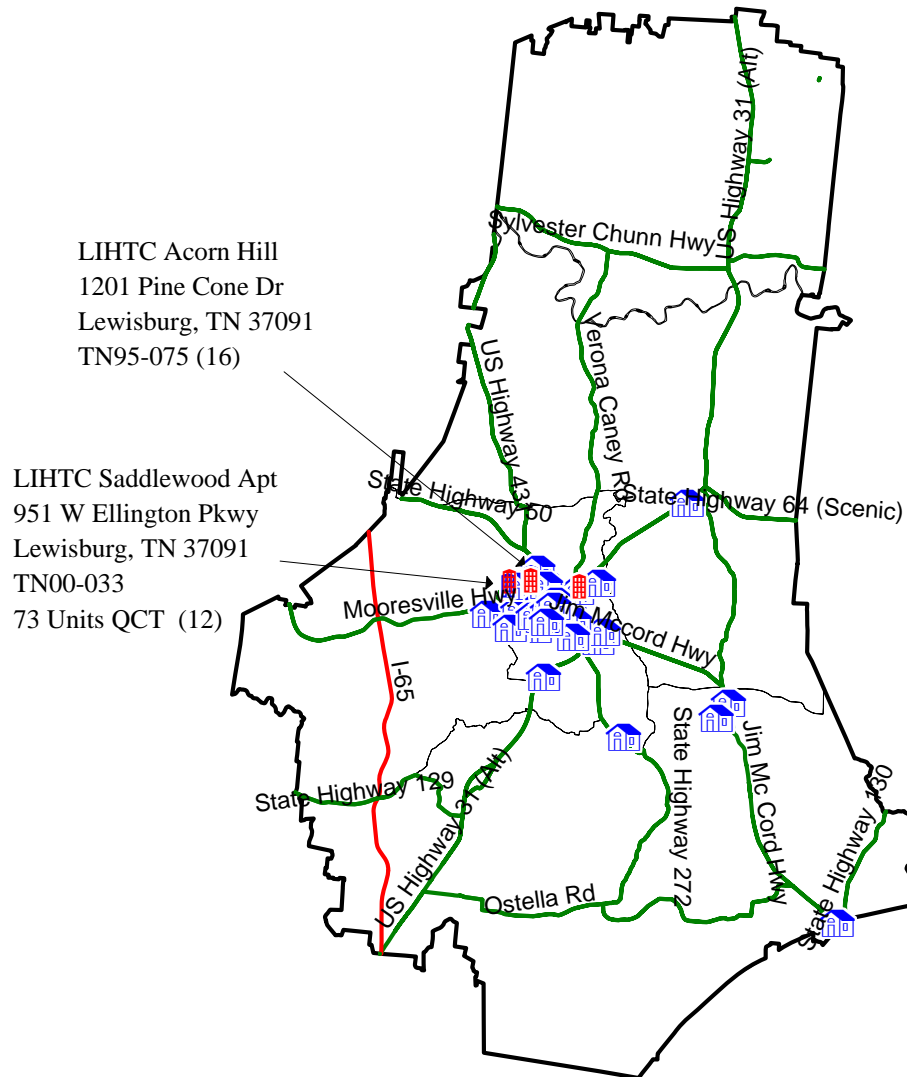 US Highway 31 (Alt)
Sylvester Chunn Hwy
LIHTC Acorn Hill
1201 Pine Cone Dr
Lewisburg, TN 37091
TN95-075 (16)
US Highway 431
Verona Caney Rd
LIHTC Saddlewood Apt
951 W Ellington Pkwy
Lewisburg, TN 37091
TN00-033
73 Units QCT (12)
State Highway 50
State Highway 64 (Scenic)
Mooresville Hwy
Jim Mccord Hwy
I-65
State Highway 129
US Highway 31 (Alt)
State Highway 272
Jim Mc Cord Hwy
State Highway 130
Ostella Rd